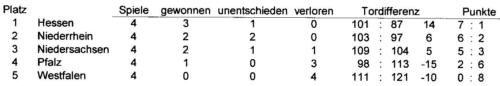 Platz Spiele gewonnen unentschieden verloren Tordifferenz Punkte
1 Hessen 4 3 1 0 101 : 87 14 7 : 1
2 Niederrhein 4 2 2 0 103 : 97 6 6 : 2
3 Niedersachsen 4 2 1 1 109 : 104 5 5 : 3
4 Pfalz 4 1 0 3 98 : 113 -15 2 : 6
5 Westfalen 4 0 0 4 111 : 121 -10 0 : 8